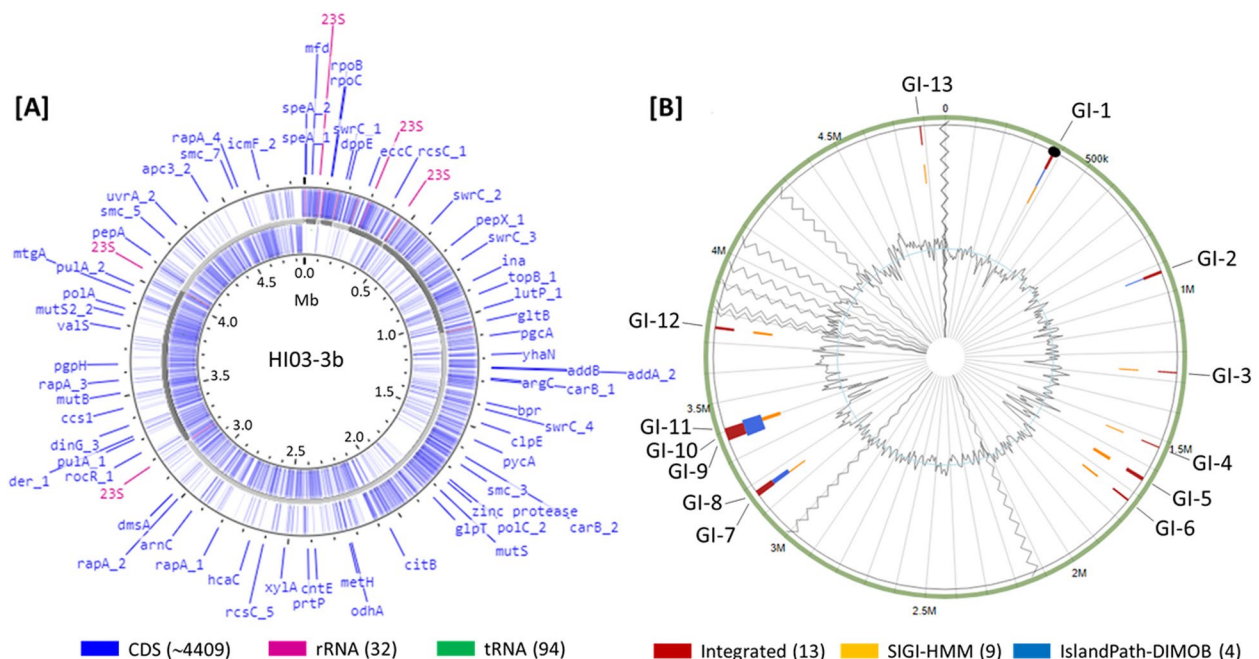 [A]
23S
mfd
rpoB
rpoC
speA_2
speA_1
swrC_1
dppE
23S
eccC
rcsC_1
23S
rapA_4
icmF_2
smc_7
apc3_2
uvrA_2
smc_5
pepA
23S
mtgA
pulA_2
polA
mutS2_2
valS
pgpH
rapA_3
mutB
ccs1
dinG_3
pulA_1
der_1
rocR_1
23S
dmsA
rapA_2
arnC
rapA_1
hcaC
rcsC_5
xylA
cntE
prtP
metH
odhA
citB
swrC_2
pepX_1
swrC_3
ina
topB_1
lutP_1
gltB
pgcA
yhaN
addB
addA_2
argC
carB_1
bpr
swrC_4
clpE
pycA
smc_3
zinc protease
carB_2
glpT
polC_2
mutS
0.0
Mb
0.5
1.0
1.5
2.0
2.5
3.0
3.5
4.0
4.5
HI03-3b
CDS (~4409)
rRNA (32)
tRNA (94)
[B]
GI-13
0
GI-1
500k
GI-2
1M
GI-3
1.5M
GI-4
GI-5
GI-6
2M
2.5M
3M
GI-7
GI-8
GI-9
GI-10
GI-11
3.5M
GI-12
4M
4.5M
Integrated (13)
SIGI-HMM (9)
IslandPath-DIMOB (4)